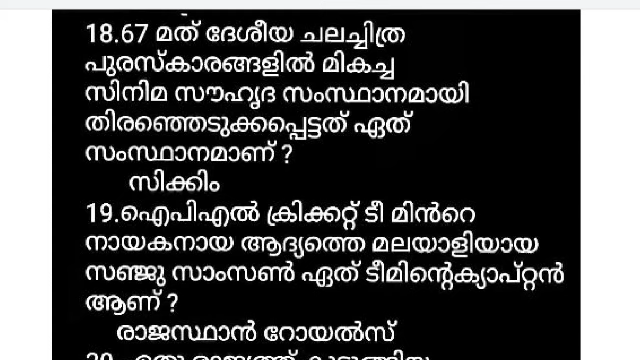 18.67 മത് ദേശീയ ചലച്ചിത്ര
പുരസ്കാരങ്ങളിൽ മികച്ച
സിനിമ സൗഹൃദ സംസ്ഥാനമായി
തിരഞ്ഞെടുക്കപ്പെട്ടത് ഏത്
സംസ്ഥാനമാണ് ?
സിക്കിം
19.ഐപിഎൽ ക്രിക്കറ്റ് ടീ മിൻറെ
നായകനായ ആദ്യത്തെ മലയാളിയായ
സഞ്ജു സാംസൺ ഏത് ടീമിന്റെക്യാപ്റ്റൻ
ആണ് ?
രാജസ്ഥാൻ റോയൽസ്